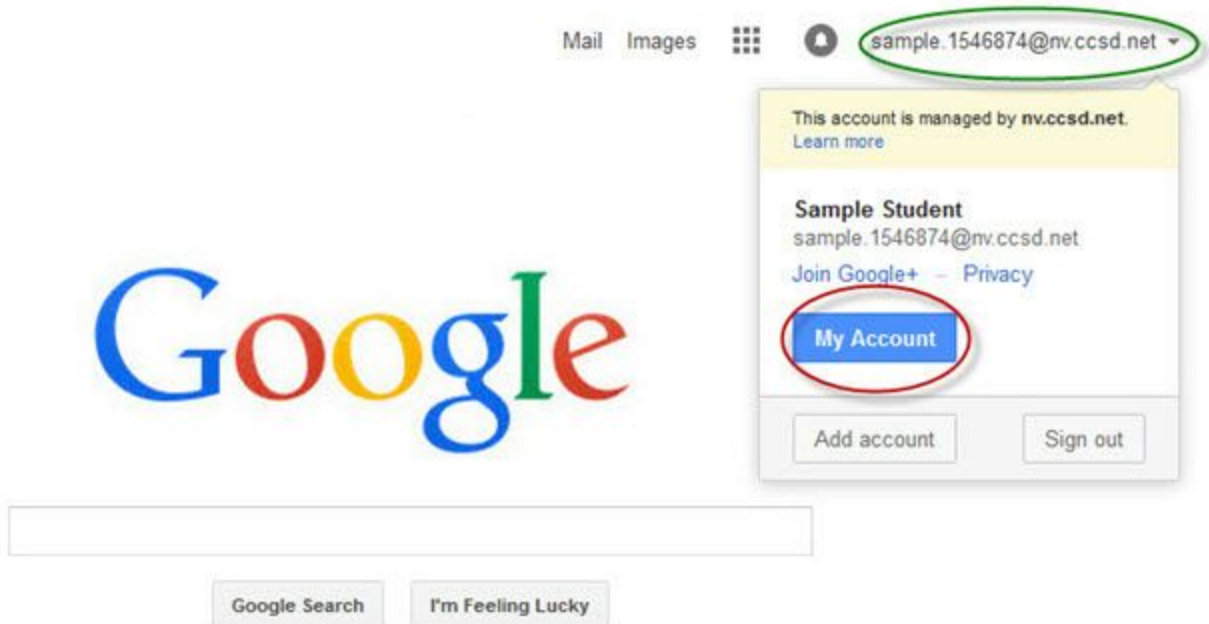 Mail Images sample.1546874@nv.ccsd.net
This account is managed by nv.ccsd.net.
Learn more
Sample Student
sample.1546874@nv.ccsd.net
Join Google+ – Privacy
My Account
Add account Sign out
Google
Google Search I'm Feeling Lucky